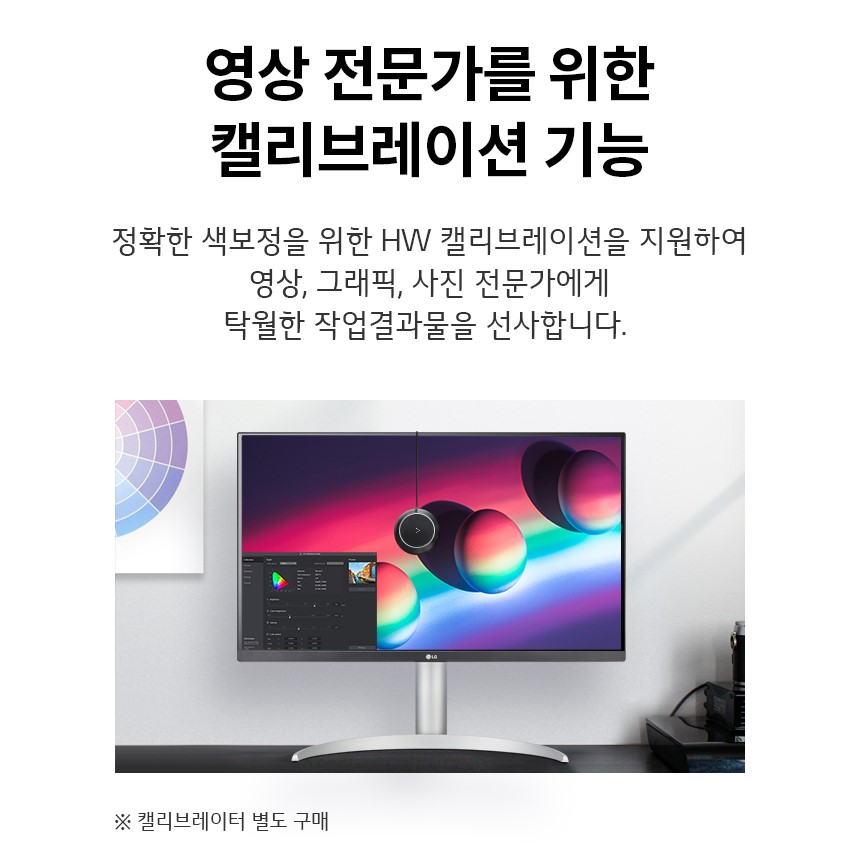 영상 전문가를 위한
캘리브레이션 기능
정확한 색보정을 위한 HW 캘리브레이션을 지원하여
영상, 그래픽, 사진 전문가에게
탁월한 작업결과물을 선사합니다.
LG
※ 캘리브레이터 별도 구매